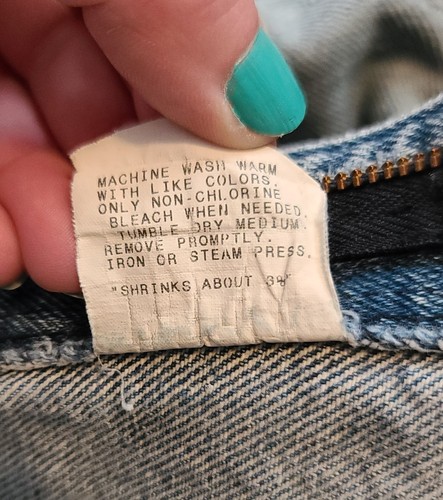 MACHINE WASH WARM
WITH LIKE COLORS.
ONLY NON-CHLORINE
BLEACH WHEN NEEDED.
TUMBLE DRY MEDIUM.
REMOVE PROMPTLY.
IRON OR STEAM PRESS.
"SHRINKS ABOUT 3%"